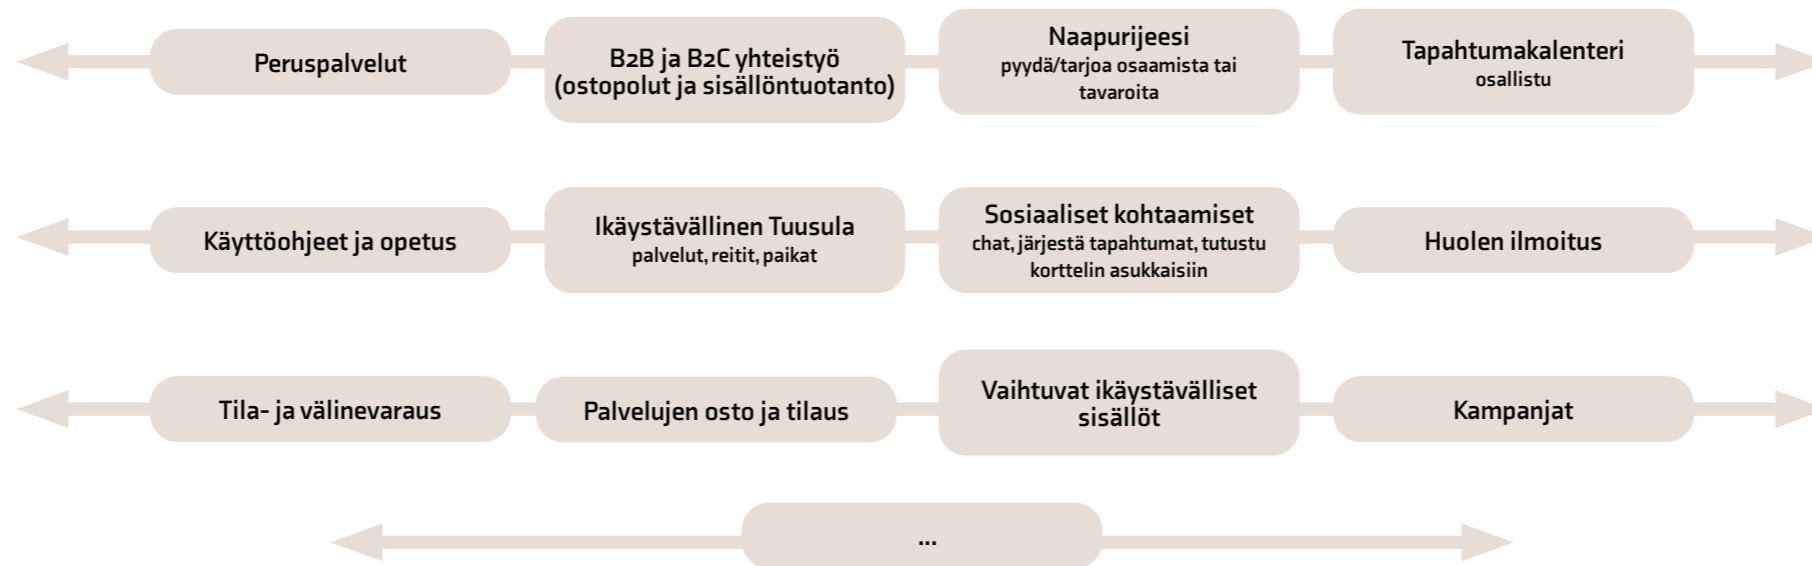 Peruspalvelut
B2B ja B2C yhteistyö
(ostopolut ja sisällöntuotanto)
Naapurijeesi
pyydä/tarjoa osaamista tai
tavaroita
Tapahtumakalenteri
osallistu
Käyttöohjeet ja opetus
Ikäystävällinen Tuusula
palvelut, reitit, paikat
Sosiaaliset kohtaamiset
chat, järjestä tapahtumat, tutustu
korttelin asukkaisiin
Huolen ilmoitus
Tila- ja välinevaraus
Palvelujen osto ja tilaus
Vaihtuvat ikäystävälliset
sisällöt
Kampanjat
...